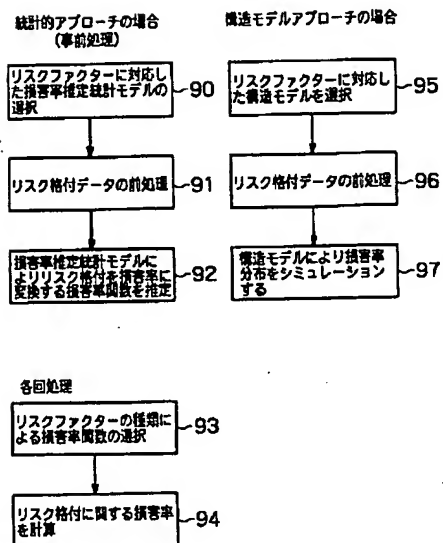 統計的アプローチの場合
(事前処理)
リスクファクターに対応し
た損害率推定統計モデルの
選択
90
リスク格付データの前処理
91
損害率推定統計モデルに
よりリスク格付を損害率に
変換する損害率関数を推定
92
構造モデルアプローチの場合
リスクファクターに対応し
た構造モデルを選択
95
リスク格付データの前処理
96
構造モデルにより損害率
分布をシミュレーション
する
97
各回処理
リスクファクターの種類に
よる損害率関数の選択
93
リスク格付に関する損害率
を計算
94